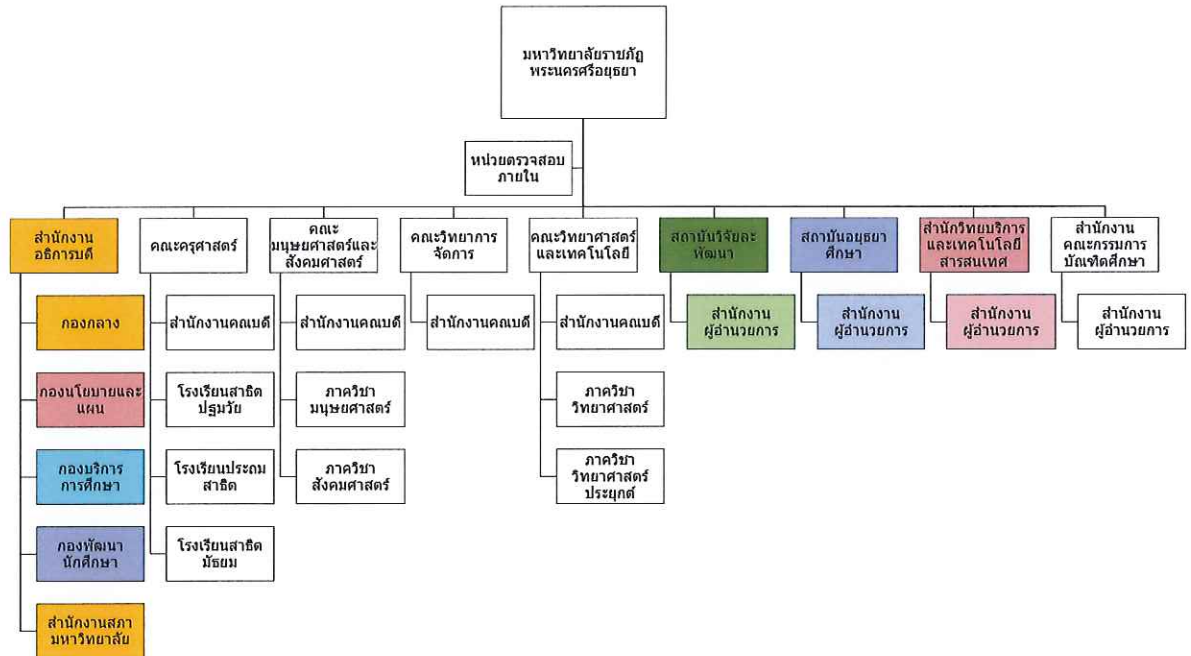 มหาวิทยาลัยราชภัฏ
พระนครศรีอยุธยา
หน่วยตรวจสอบ
ภายใน
สำนักงาน
อธิการบดี
คณะครุศาสตร์
คณะ
มนุษยศาสตร์และ
สังคมศาสตร์
คณะวิทยาการ
จัดการ
คณะวิทยาศาสตร์
และเทคโนโลยี
สถาบันวิจัยละ
พัฒนา
สถาบันอยุธยา
ศึกษา
สำนักวิทยบริการ
และเทคโนโลยี
สารสนเทศ
สำนักงาน
คณะกรรมการ
บัณฑิตศึกษา
กองกลาง
สำนักงานคณบดี
สำนักงานคณบดี
สำนักงานคณบดี
สำนักงานคณบดี
สำนักงาน
ผู้อำนวยการ
สำนักงาน
ผู้อำนวยการ
สำนักงาน
ผู้อำนวยการ
สำนักงาน
ผู้อำนวยการ
กองนโยบายและ
แผน
โรงเรียนสาธิต
ปฐมวัย
ภาควิชา
มนุษยศาสตร์
ภาควิชา
วิทยาศาสตร์
กองบริการ
การศึกษา
โรงเรียนประถม
สาธิต
ภาควิชา
สังคมศาสตร์
ภาควิชา
วิทยาศาสตร์
ประยุกต์
กองพัฒนา
นักศึกษา
โรงเรียนสาธิต
มัธยม
สำนักงานสภา
มหาวิทยาลัย